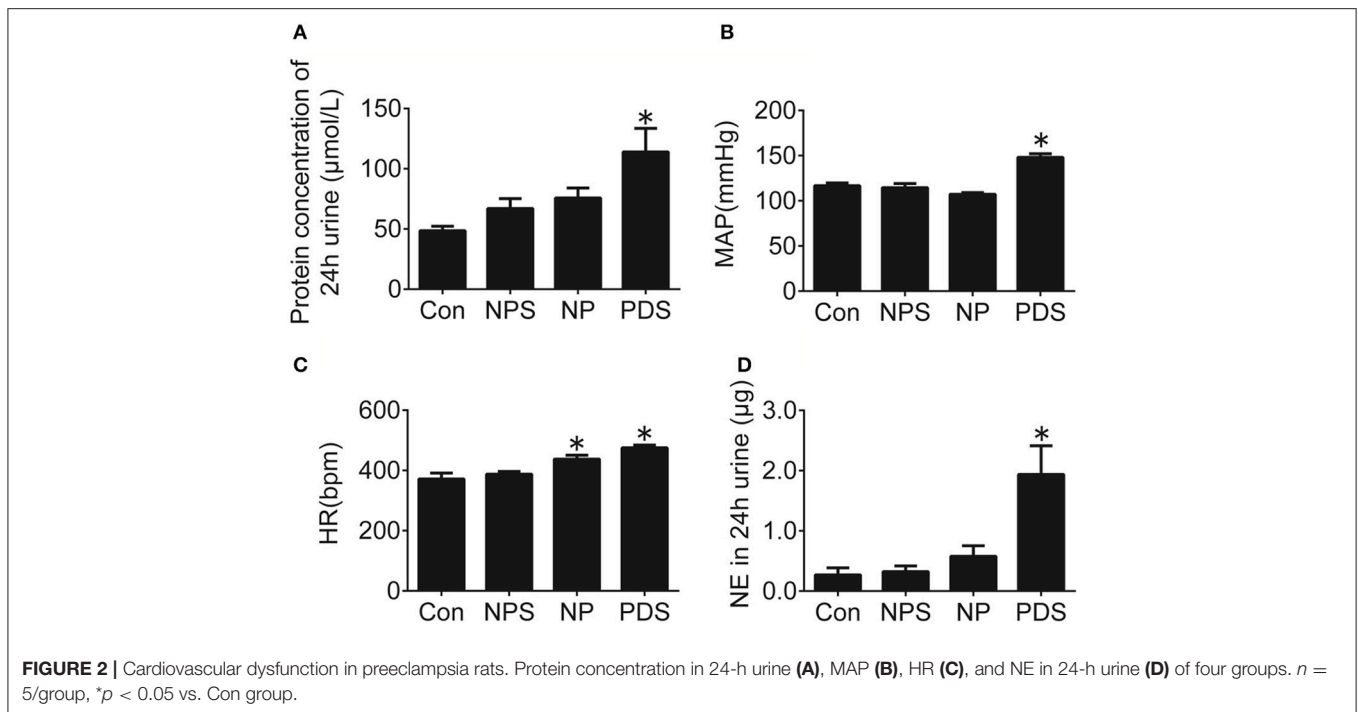 A
Protein concentration of
24h urine (μmol/L)
150
100
50
0
*
Con NPS NP PDS
B
MAP(mmHg)
200
150
100
50
0
*
Con NPS NP PDS
C
HR(bpm)
600
400
200
0
* *
Con NPS NP PDS
D
NE in 24h urine (μg)
3.0
2.0
1.0
0.0
*
Con NPS NP PDS
FIGURE 2 | Cardiovascular dysfunction in preeclampsia rats. Protein concentration in 24-h urine (A), MAP (B), HR (C), and NE in 24-h urine (D) of four groups. n =
5/group, *p < 0.05 vs. Con group.